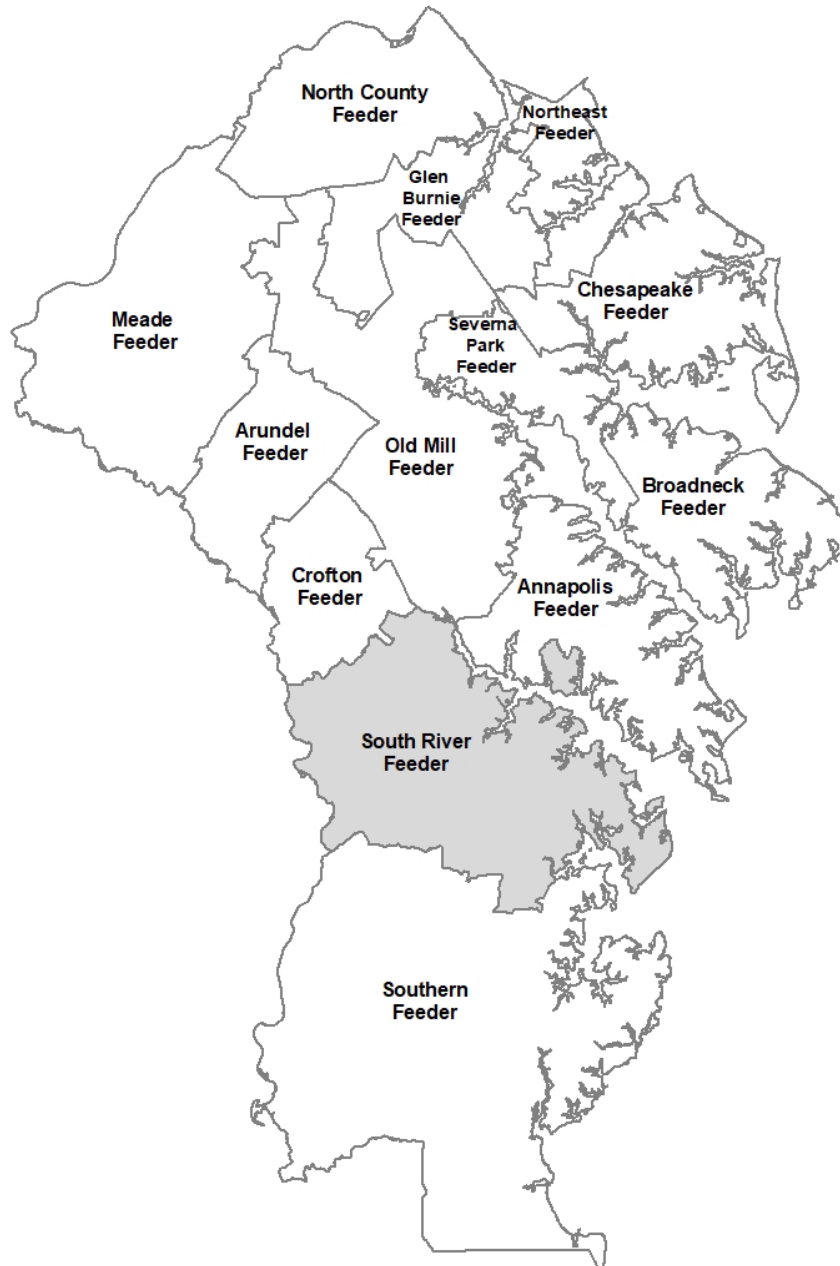 North County
Feeder
Northeast
Feeder
Glen
Burnie
Feeder
Chesapeake
Feeder
Meade
Feeder
Severna
Park
Feeder
Arundel
Feeder
Old Mill
Feeder
Broadneck
Feeder
Crofton
Feeder
Annapolis
Feeder
South River
Feeder
Southern
Feeder